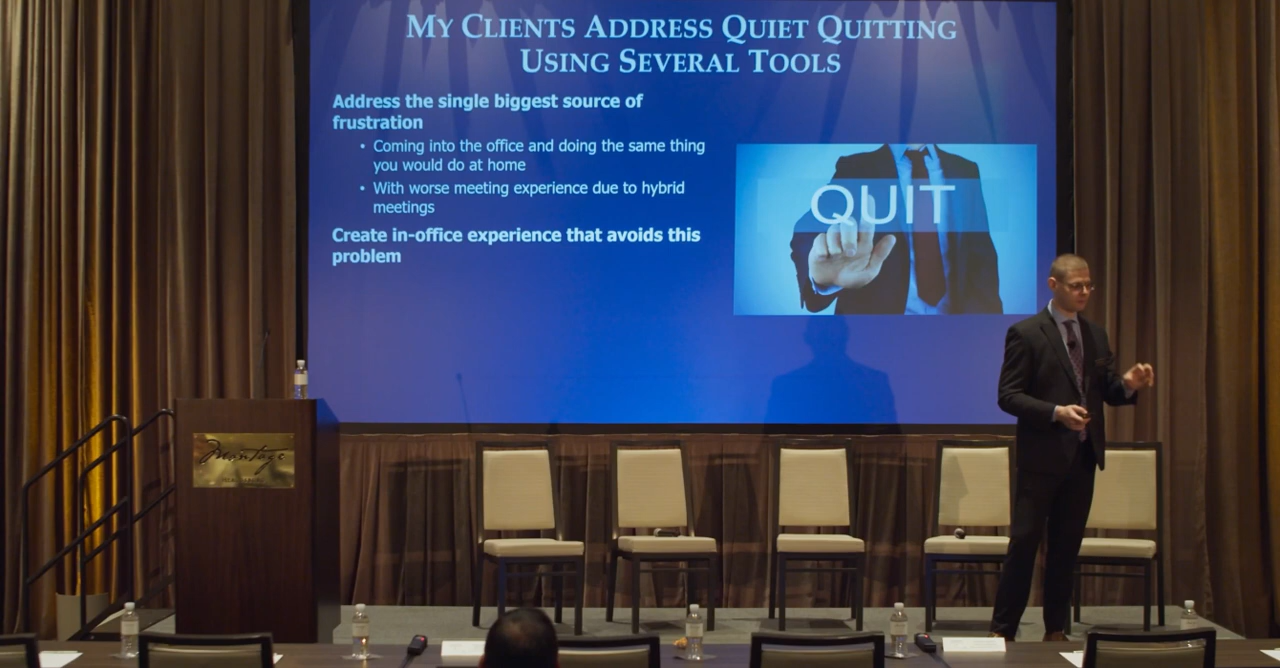 MY CLIENTS ADDRESS QUIET QUITTING
USING SEVERAL TOOLS
Address the single biggest source of
frustration
• Coming into the office and doing the same thing
you would do at home
• With worse meeting experience due to hybrid
meetings
Create in-office experience that avoids this
problem
QUIT
Montage